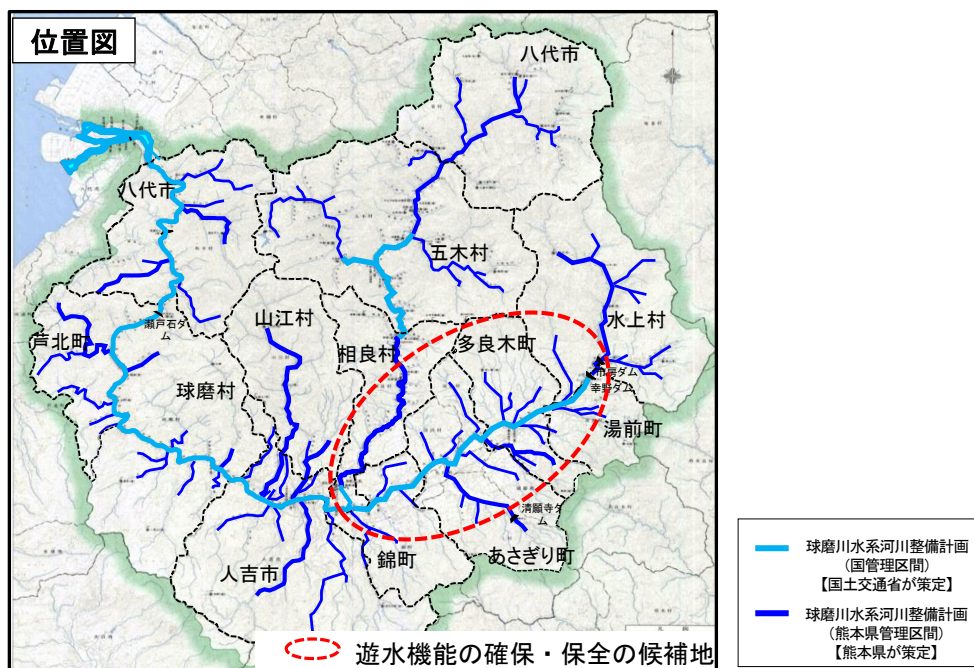 位置図
八代市
八代市
五木村
水上村
山江村
多良木町
相良村
瀬戸石ダ
ム
芦北町
球磨村
市房ダム
幸野ダム
湯前町
清願寺ダ
ム
あさぎり町
錦町
人吉市
遊水機能の確保・保全の候補地
球磨川水系河川整備計画
(国管理区間)
【国土交通省が策定】
球磨川水系河川整備計画
(熊本県管理区間)
【熊本県が策定】